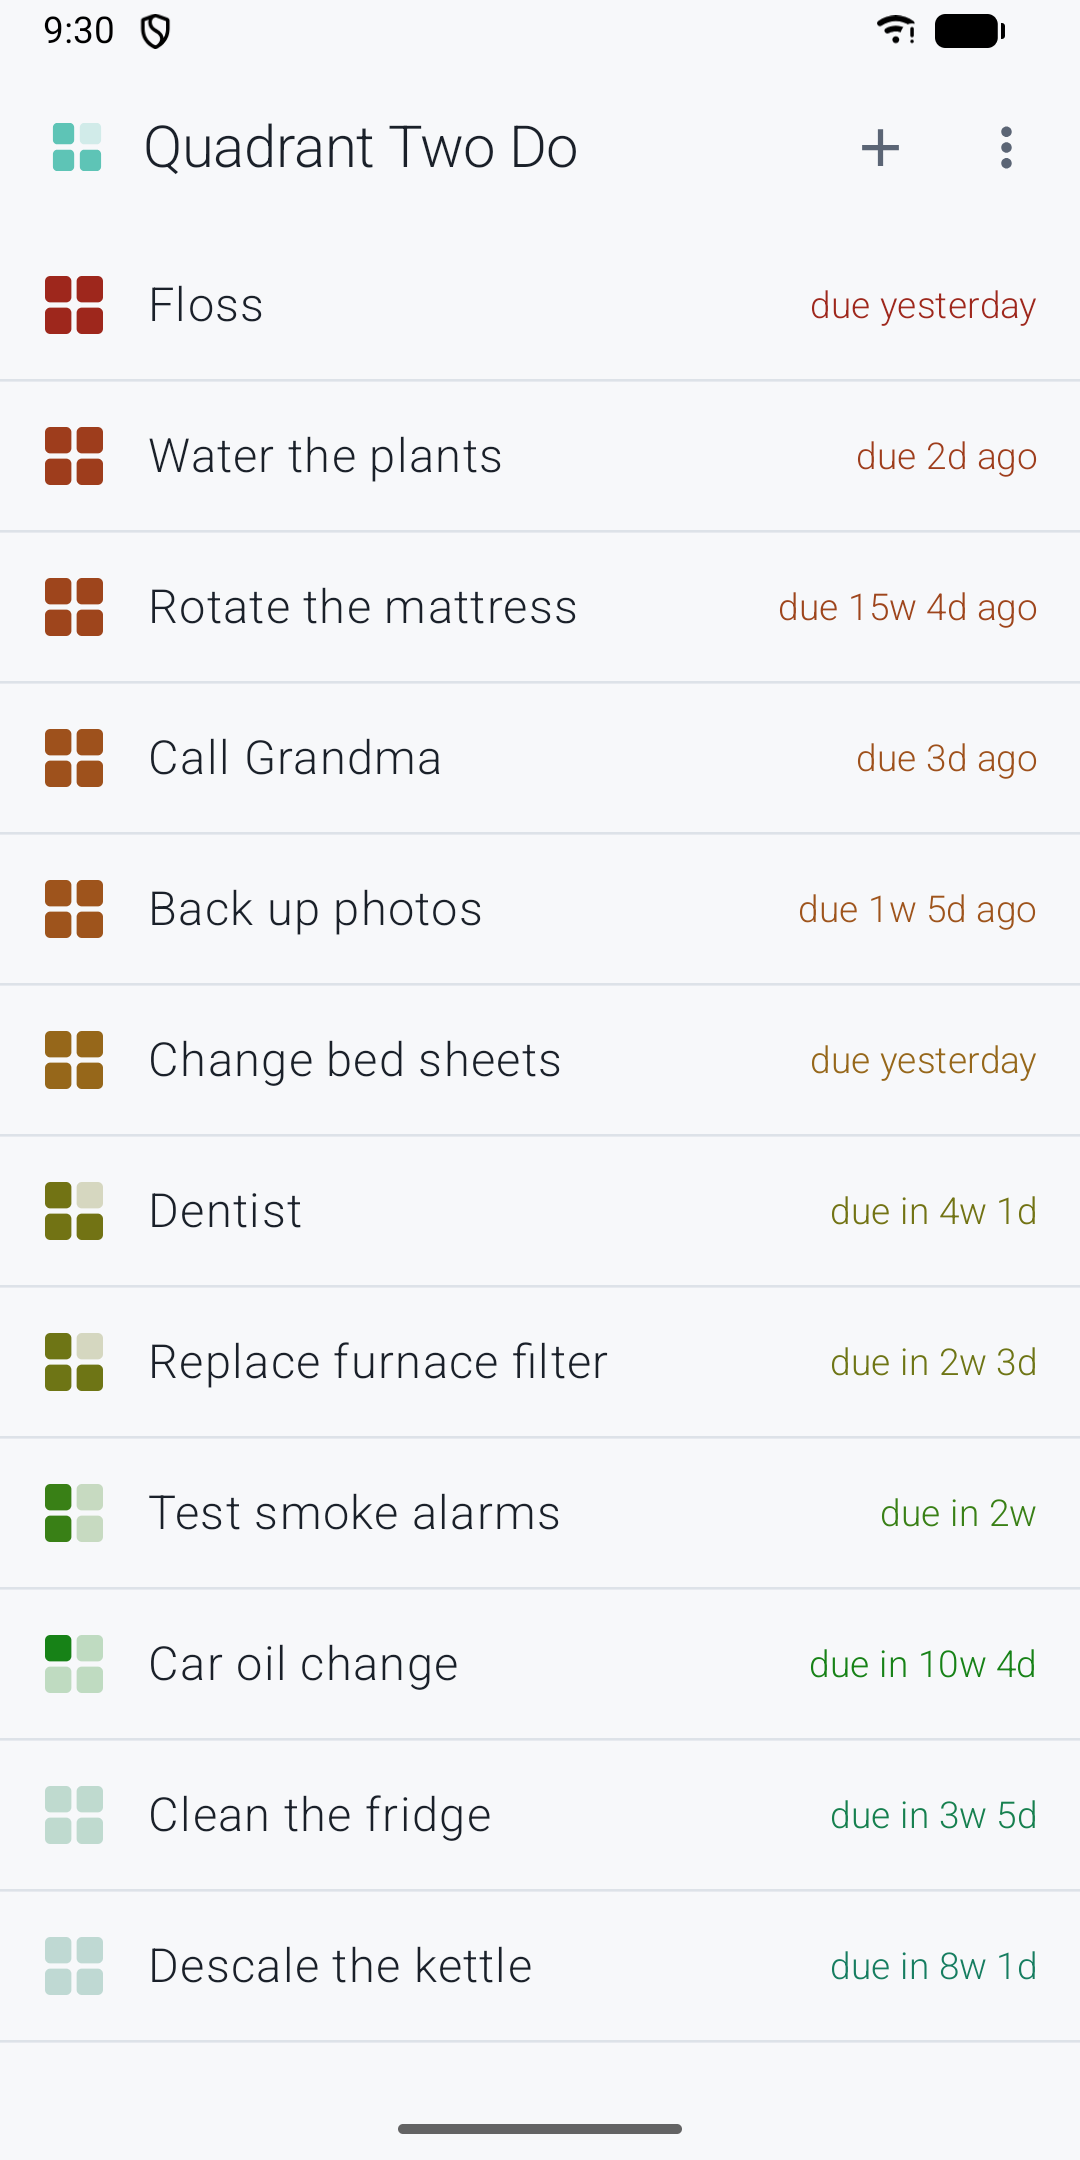 9:30
Quadrant Two Do
Floss due yesterday
Water the plants due 2d ago
Rotate the mattress due 15w 4d ago
Call Grandma due 3d ago
Back up photos due 1w 5d ago
Change bed sheets due yesterday
Dentist due in 4w 1d
Replace furnace filter due in 2w 3d
Test smoke alarms due in 2w
Car oil change due in 10w 4d
Clean the fridge due in 3w 5d
Descale the kettle due in 8w 1d